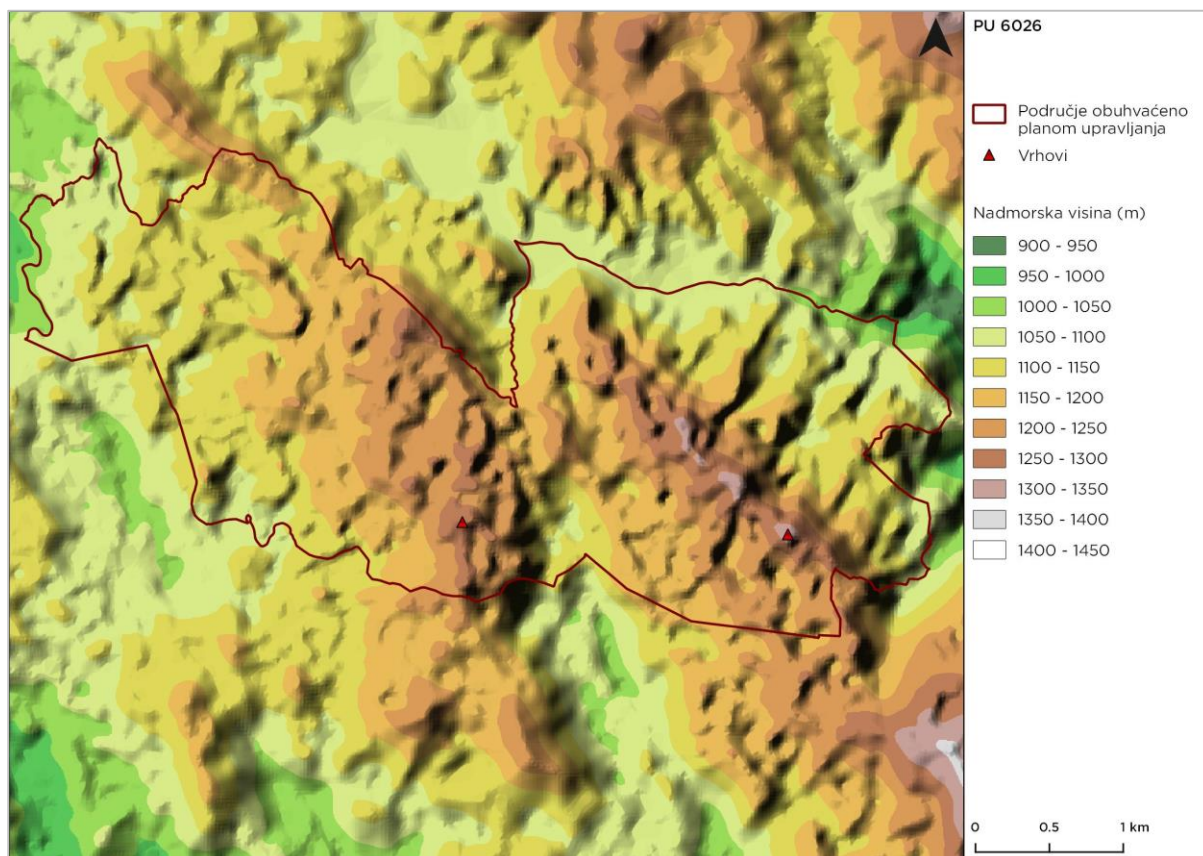 PU 6026
Područje obuhvaćeno
planom upravljanja
Vrhovi
Nadmorska visina (m)
900 - 950
950 - 1000
1000 - 1050
1050 - 1100
1100 - 1150
1150 - 1200
1200 - 1250
1250 - 1300
1300 - 1350
1350 - 1400
1400 - 1450
0 0.5 1 km